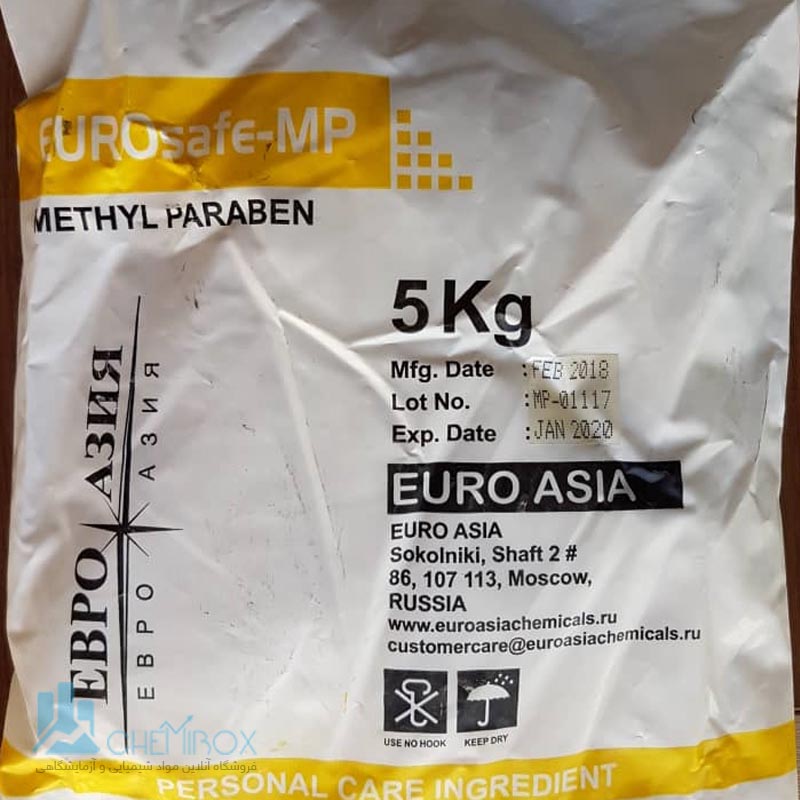 EUROsafe-MP
METHYL PARABEN
5Kg
Mfg. Date :FEB 2018
Lot No. :MP-01117
Exp. Date :JAN 2020
EURO ASIA
EURO ASIA
Sokolniki, Shaft 2 #
86, 107 113, Moscow,
RUSSIA
www.euroasiachemicals.ru
customercare@euroasiachemicals.ru
ЕВРО АЗИЯ
ЕВРО АЗИЯ
USE NO HOOK KEEP DRY
CHEMIBOX
فروشگاه آنلاین مواد شیمیایی و آزمایشگاهی
PERSONAL CARE INGREDIENT